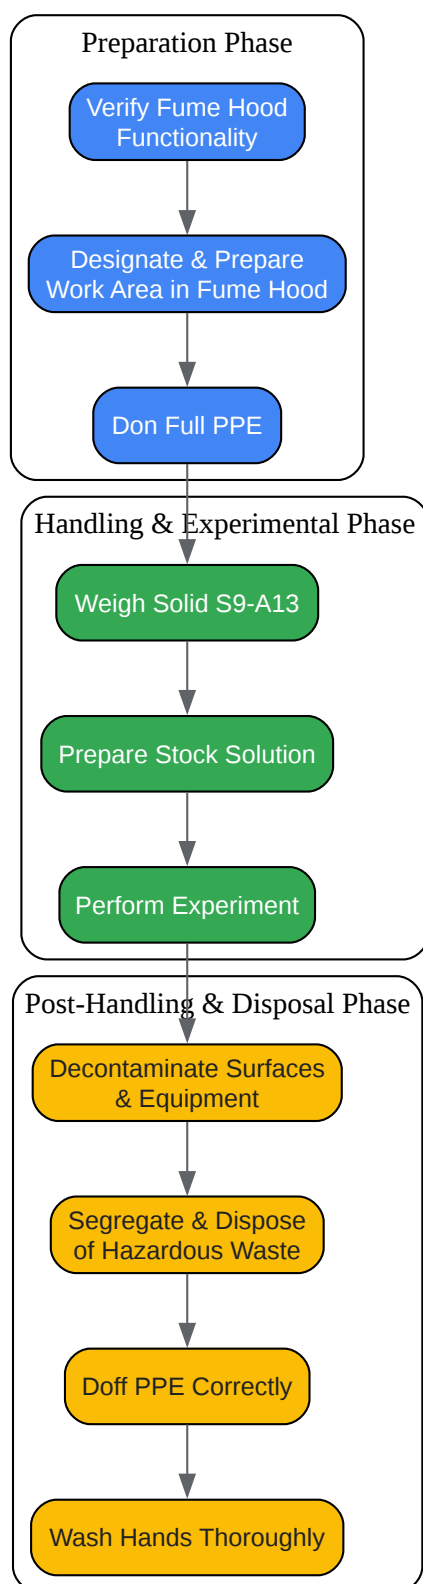 Preparation Phase
Verify Fume Hood
Functionality
Designate & Prepare
Work Area in Fume Hood
Don Full PPE
Handling & Experimental Phase
Weigh Solid S9-A13
Prepare Stock Solution
Perform Experiment
Post-Handling & Disposal Phase
Decontaminate Surfaces
& Equipment
Segregate & Dispose
of Hazardous Waste
Doff PPE Correctly
Wash Hands Thoroughly